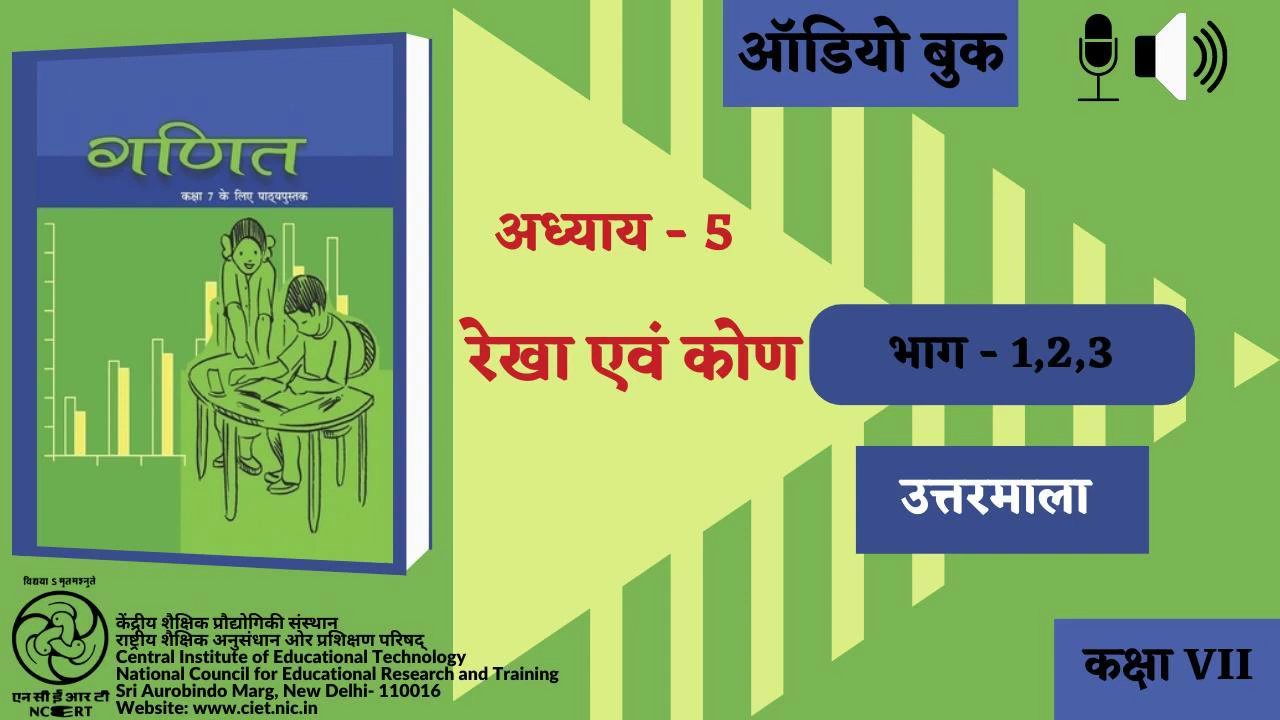 ऑडियो बुक
गणित
कक्षा 7 के लिए पाठ्यपुस्तक
अध्याय - 5
रेखा एवं कोण
भाग - 1,2,3
उत्तरमाला
कक्षा VII
विद्यया ऽ मृतमश्नुते
एन सी ई आर टी
NCERT
केंद्रीय शैक्षिक प्रौद्योगिकी संस्थान
राष्ट्रीय शैक्षिक अनुसंधान ओर प्रशिक्षण परिषद्
Central Institute of Educational Technology
National Council for Educational Research and Training
Sri Aurobindo Marg, New Delhi- 110016
Website: www.ciet.nic.in